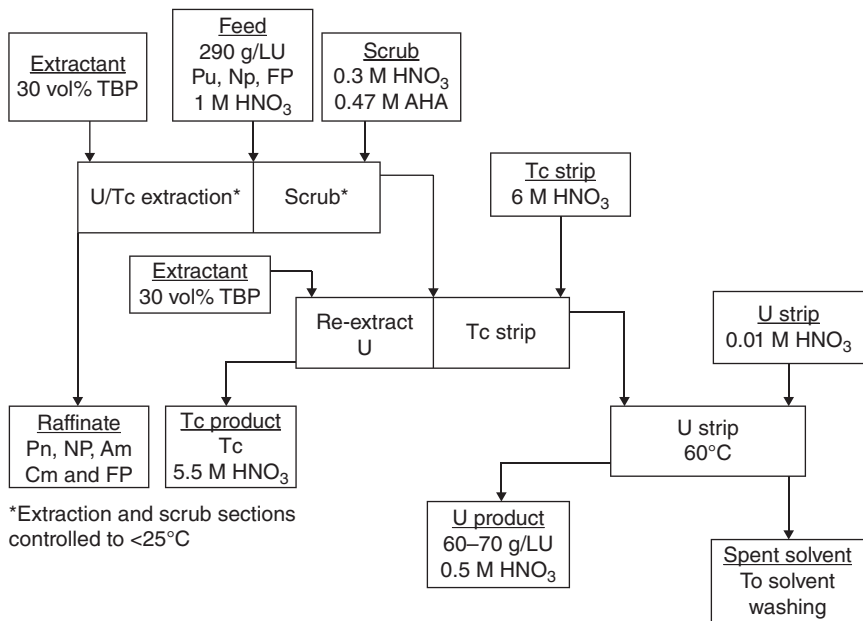 Extractant
30 vol% TBP
Feed
290 g/LU
Pu, Np, FP
1 M HNO₃
Scrub
0.3 M HNO₃
0.47 M AHA
U/Tc extraction*
Scrub*
Tc strip
6 M HNO₃
Extractant
30 vol% TBP
Re-extract
U
Tc strip
U strip
0.01 M HNO₃
Raffinate
Pn, NP, Am
Cm and FP
Tc product
Tc
5.5 M HNO₃
U strip
60°C
*Extraction and scrub sections
controlled to <25°C
U product
60–70 g/LU
0.5 M HNO₃
Spent solvent
To solvent
washing